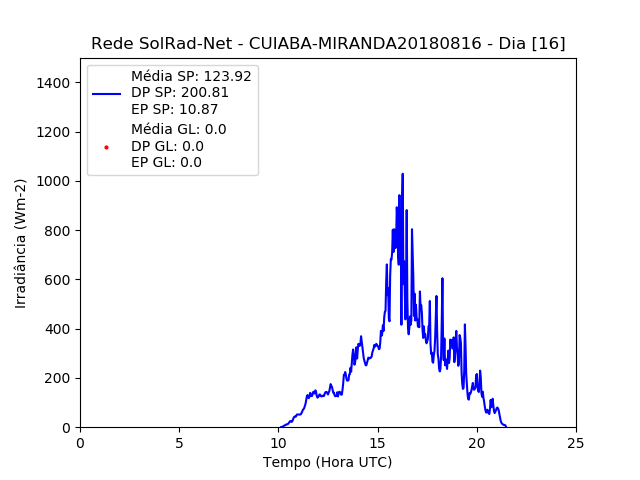 Rede SolRad-Net - CUIABA-MIRANDA20180816 - Dia [16]
Média SP: 123.92
DP SP: 200.81
EP SP: 10.87
Média GL: 0.0
DP GL: 0.0
EP GL: 0.0
1400
1200
1000
800
600
400
200
0
Irradiância (Wm-2)
0 5 10 15 20 25
Tempo (Hora UTC)